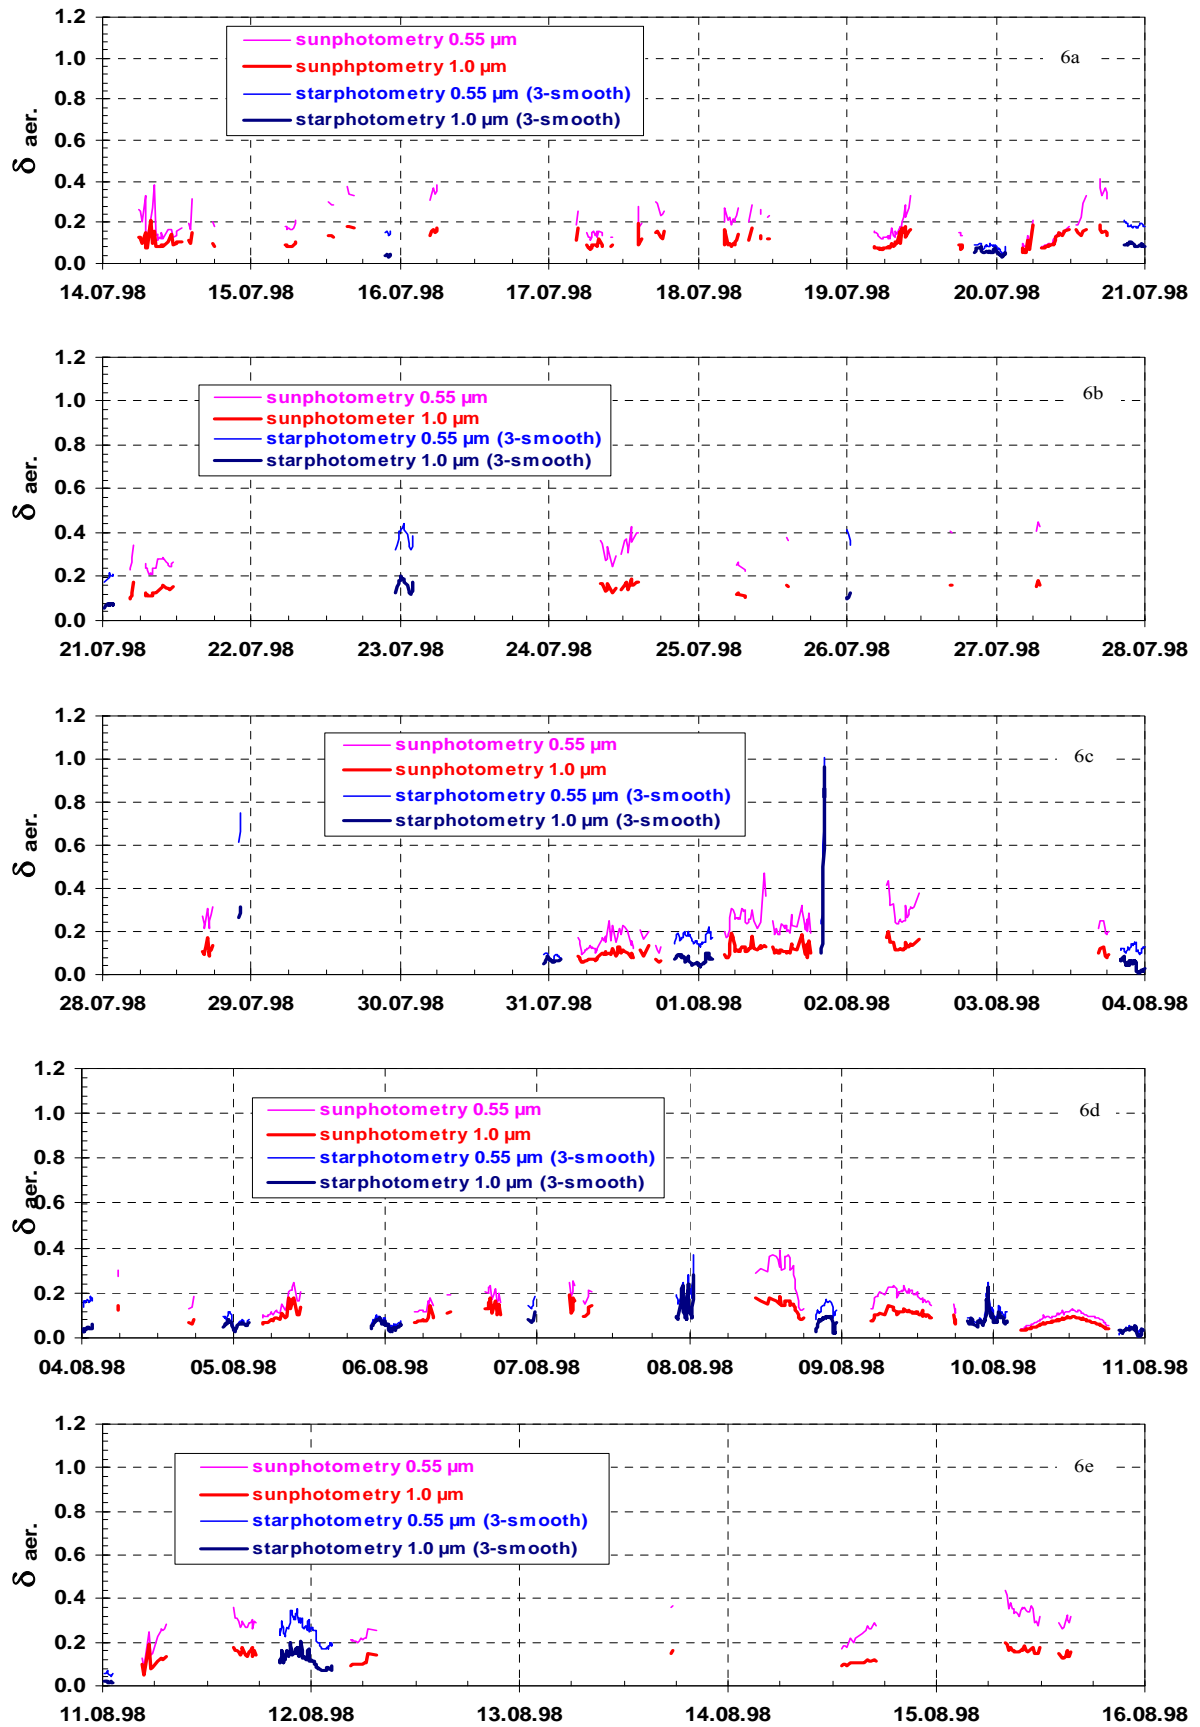 1.2
sunphotometry 0.55 µm
sunphptometry 1.0 µm
starphotometry 0.55 µm (3-smooth)
starphotometry 1.0 µm (3-smooth)
6a
1.0
0.8
0.6
0.4
0.2
0.0
δ aer.
14.07.98 15.07.98 16.07.98 17.07.98 18.07.98 19.07.98 20.07.98 21.07.98
1.2
sunphotometry 0.55 µm
sunphotometer 1.0 µm
starphotometry 0.55 µm (3-smooth)
starphotometry 1.0 µm (3-smooth)
6b
1.0
0.8
0.6
0.4
0.2
0.0
δ aer.
21.07.98 22.07.98 23.07.98 24.07.98 25.07.98 26.07.98 27.07.98 28.07.98
1.2
sunphotometry 0.55 µm
sunphotometry 1.0 µm
starphotometry 0.55 µm (3-smooth)
starphotometry 1.0 µm (3-smooth)
6c
1.0
0.8
0.6
0.4
0.2
0.0
δ aer.
28.07.98 29.07.98 30.07.98 31.07.98 01.08.98 02.08.98 03.08.98 04.08.98
1.2
sunphotometry 0.55 µm
sunphotometry 1.0 µm
starphotometry 0.55 µm (3-smooth)
starphotometry 1.0 µm (3-smooth)
6d
1.0
0.8
0.6
0.4
0.2
0.0
δ aer.
04.08.98 05.08.98 06.08.98 07.08.98 08.08.98 09.08.98 10.08.98 11.08.98
1.2
sunphotometry 0.55 µm
sunphotometry 1.0 µm
starphotometry 0.55 µm (3-smooth)
starphotometry 1.0 µm (3-smooth)
6e
1.0
0.8
0.6
0.4
0.2
0.0
δ aer.
11.08.98 12.08.98 13.08.98 14.08.98 15.08.98 16.08.98